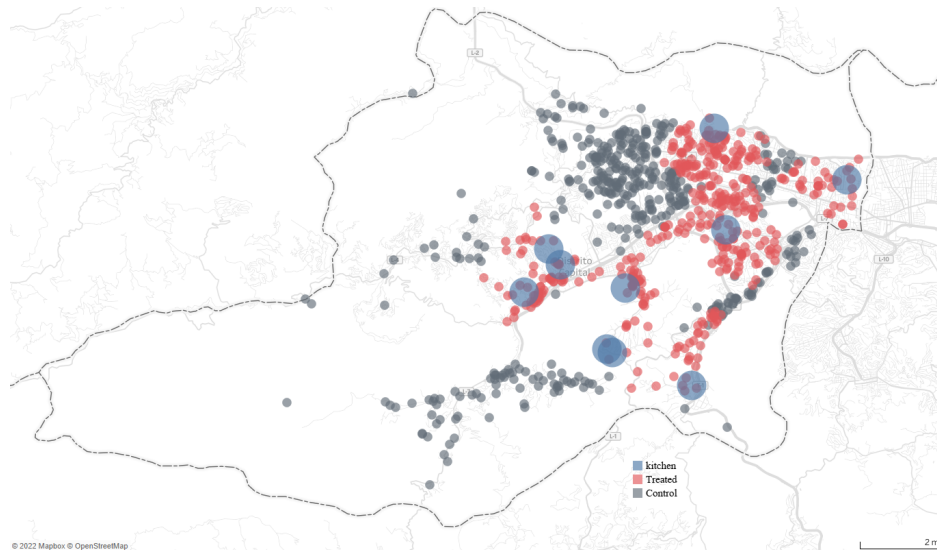 L-2
L-10
L-1
kitchen
Treated
Control
© 2022 Mapbox © OpenStreetMap
2 m